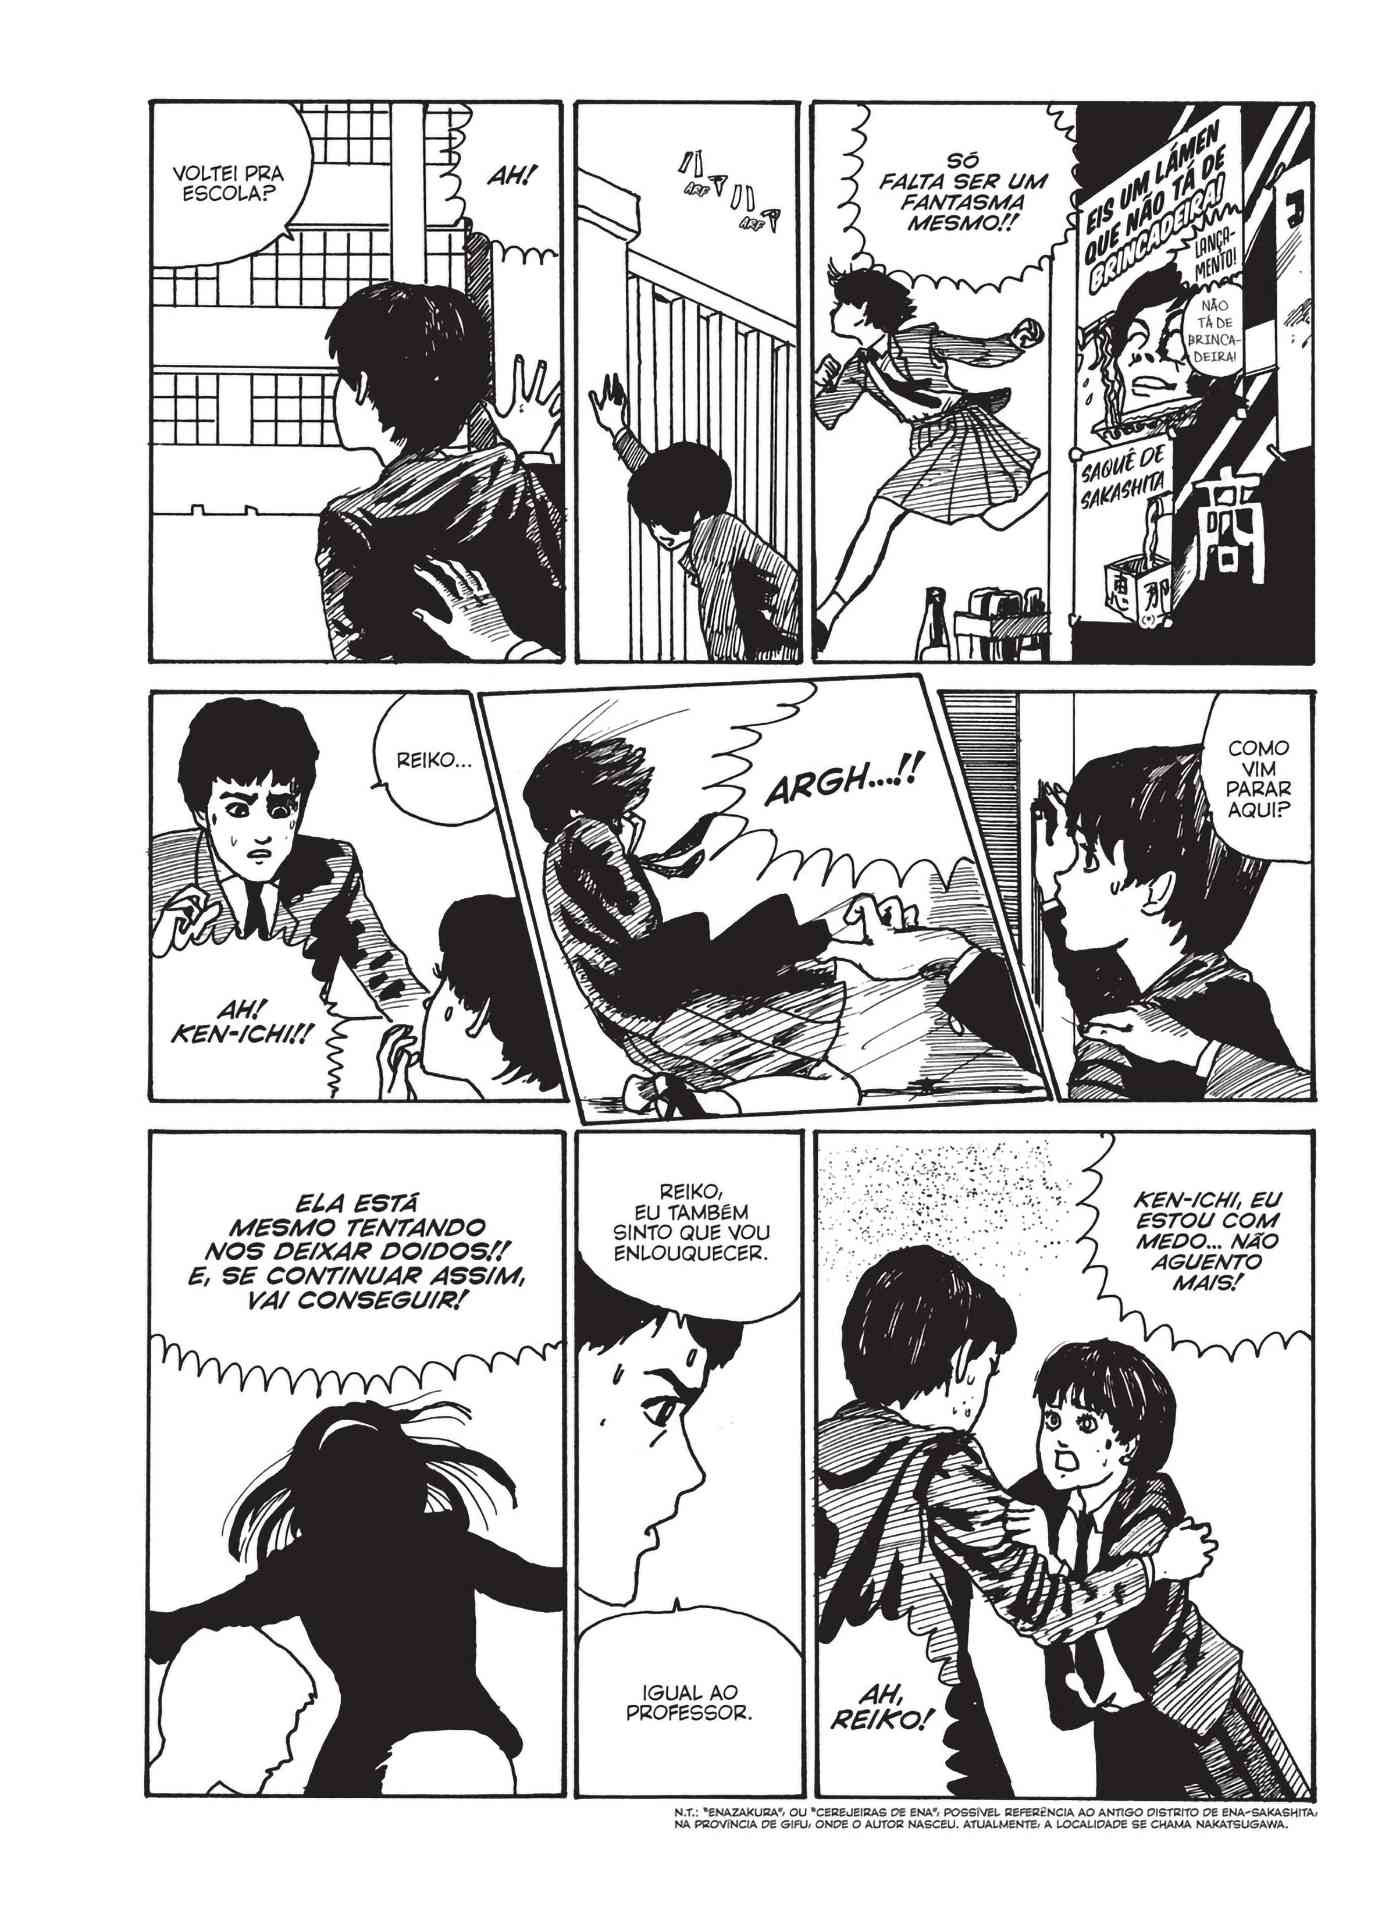 SÓ
FALTA SER UM
FANTASMA
MESMO!!
EIS UM LÁMEN
QUE NÃO TÁ DE
BRINCADEIRA!
LANÇA-
MENTO!
NÃO
TÁ DE
BRINCA-
DEIRA!
SAQUÊ DE
SAKASHITA
恵那
ARF
ARF
AH!
VOLTEI PRA
ESCOLA?
COMO
VIM
PARAR
AQUI?
ARGH...!!
REIKO...
AH!
KEN-ICHI!!
KEN-ICHI, EU
ESTOU COM
MEDO... NÃO
AGUENTO
MAIS!
AH,
REIKO!
REIKO,
EU TAMBÉM
SINTO QUE VOU
ENLOUQUECER.
IGUAL AO
PROFESSOR.
ELA ESTÁ
MESMO TENTANDO
NOS DEIXAR DOIDOS!!
E, SE CONTINUAR ASSIM,
VAI CONSEGUIR!
N.T.: "ENAZAKURA", OU "CEREJEIRAS DE ENA", POSSÍVEL REFERÊNCIA AO ANTIGO DISTRITO DE ENA-SAKASHITA,
NA PROVÍNCIA DE GIFU, ONDE O AUTOR NASCEU. ATUALMENTE, A LOCALIDADE SE CHAMA NAKATSUGAWA.